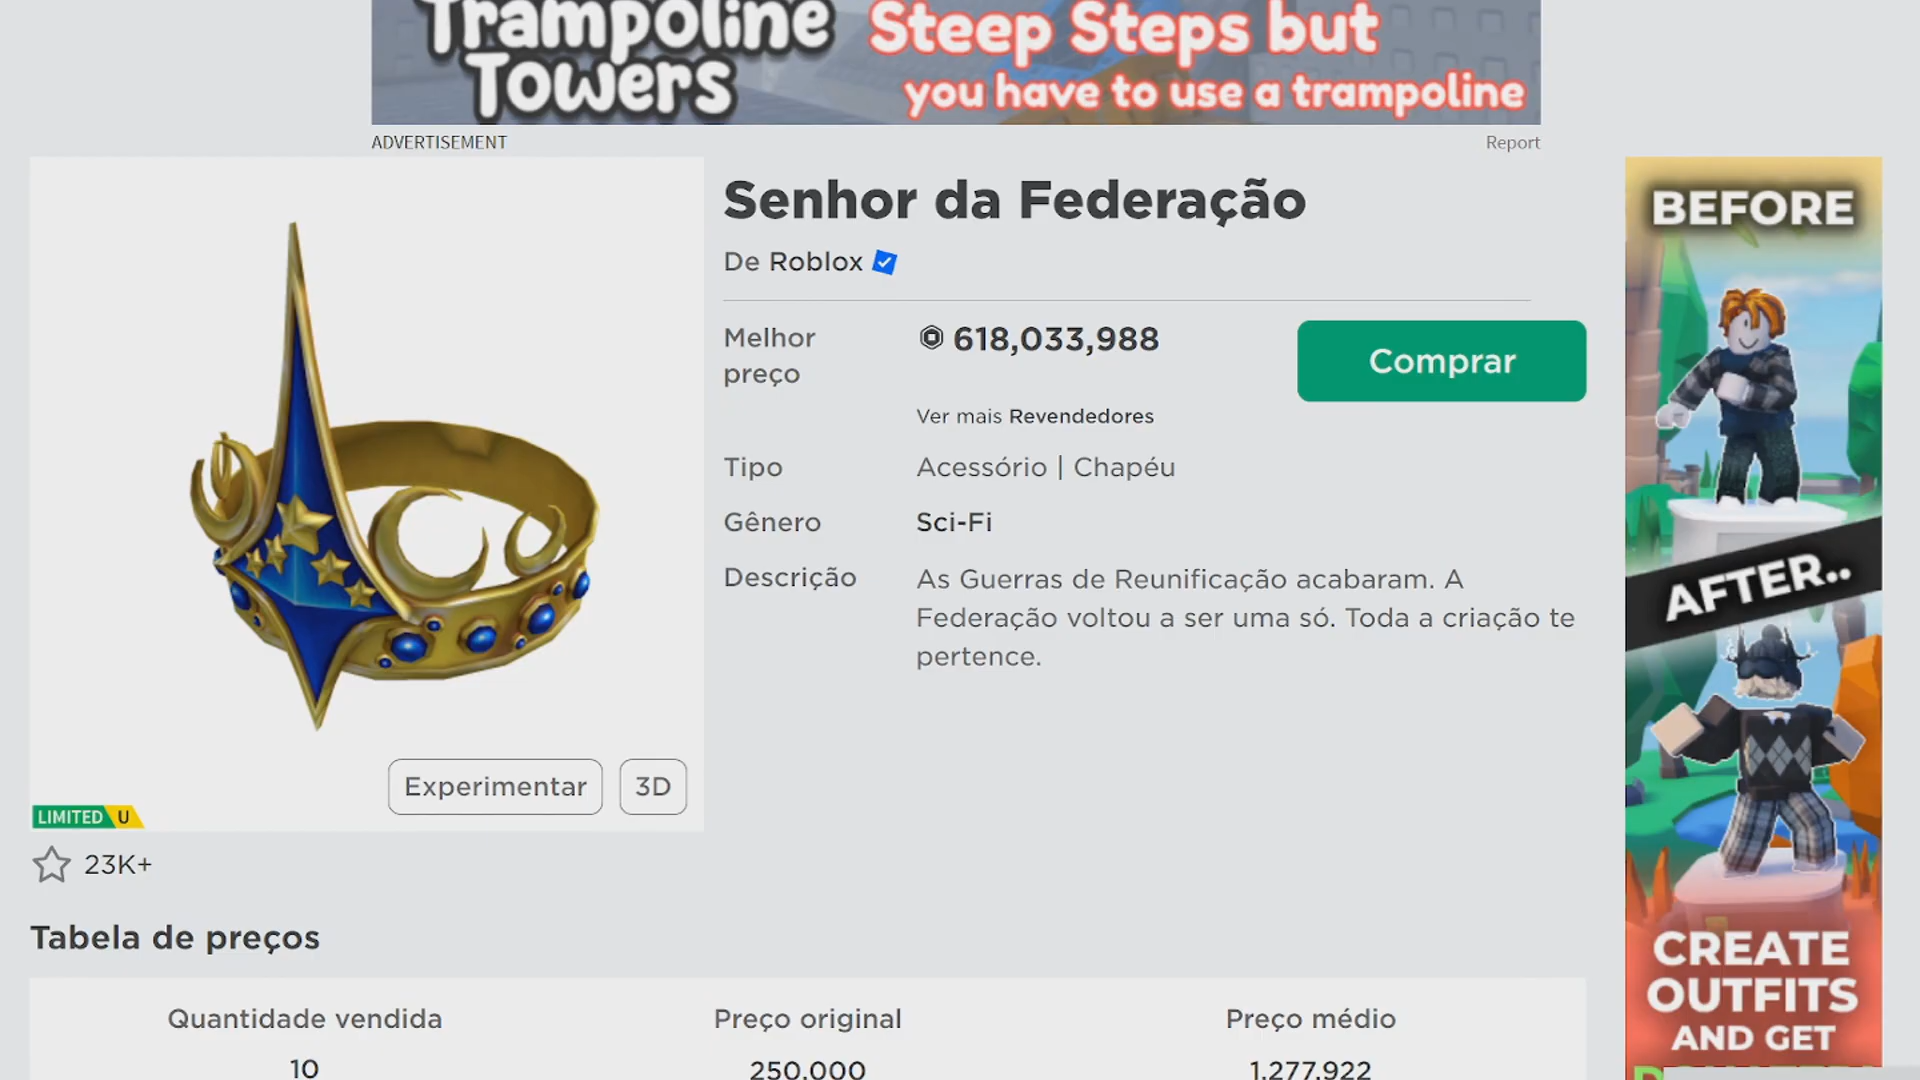 Trampoline
Towers
Steep Steps but
you have to use a trampoline
ADVERTISEMENT
Report
Senhor da Federação
De Roblox
Melhor
preço
618,033,988
Comprar
Ver mais Revendedores
Tipo
Acessório | Chapéu
Gênero
Sci-Fi
Descrição
As Guerras de Reunificação acabaram. A
Federação voltou a ser uma só. Toda a criação te
pertence.
Experimentar
3D
LIMITED U
23K+
Tabela de preços
Quantidade vendida
Preço original
Preço médio
10
250,000
1,277,922
BEFORE
AFTER..
CREATE
OUTFITS
AND GET